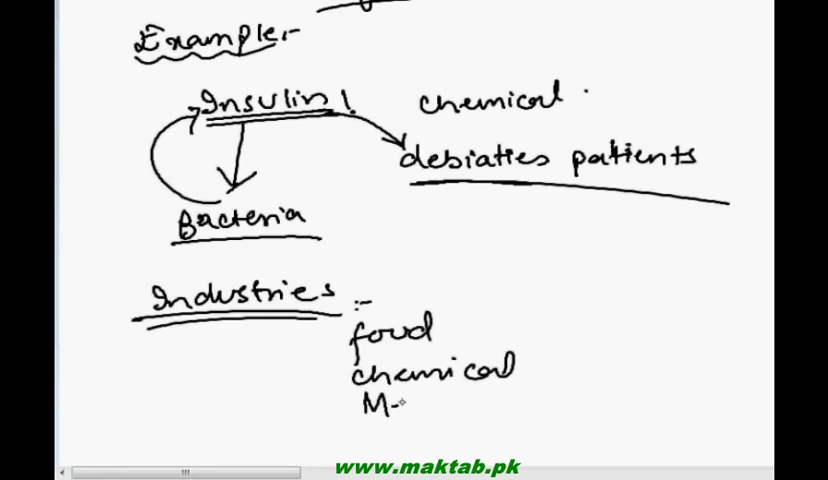 Example:-
Insulin! chemical.
debiaties patients
Bacteria
Industries :-
food
chemical
M-
www.maktab.pk